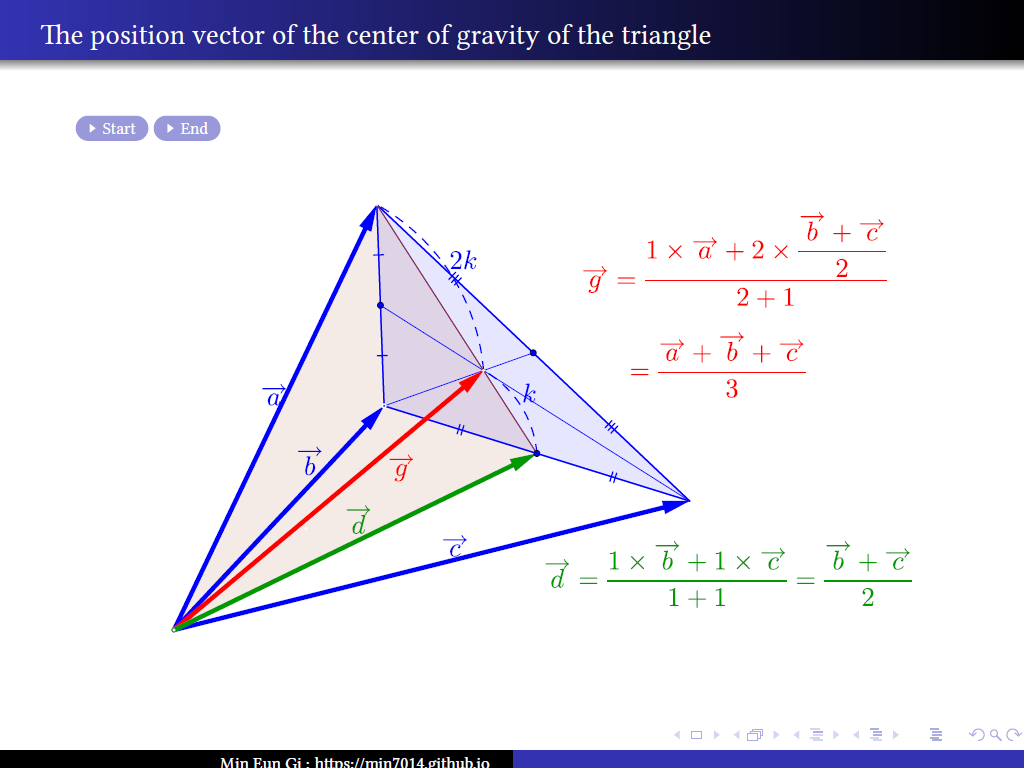 The position vector of the center of gravity of the triangle
Start End
2k
k
$\overrightarrow{a}$
$\overrightarrow{b}$
$\overrightarrow{g}$
$\overrightarrow{d}$
$\overrightarrow{c}$
$\overrightarrow{g} = \frac{1 \times \overrightarrow{a} + 2 \times \frac{\overrightarrow{b} + \overrightarrow{c}}{2}}{2 + 1}$
$= \frac{\overrightarrow{a} + \overrightarrow{b} + \overrightarrow{c}}{3}$
$\overrightarrow{d} = \frac{1 \times \overrightarrow{b} + 1 \times \overrightarrow{c}}{1 + 1} = \frac{\overrightarrow{b} + \overrightarrow{c}}{2}$
Min Eun Gi : https://min7014.github.io